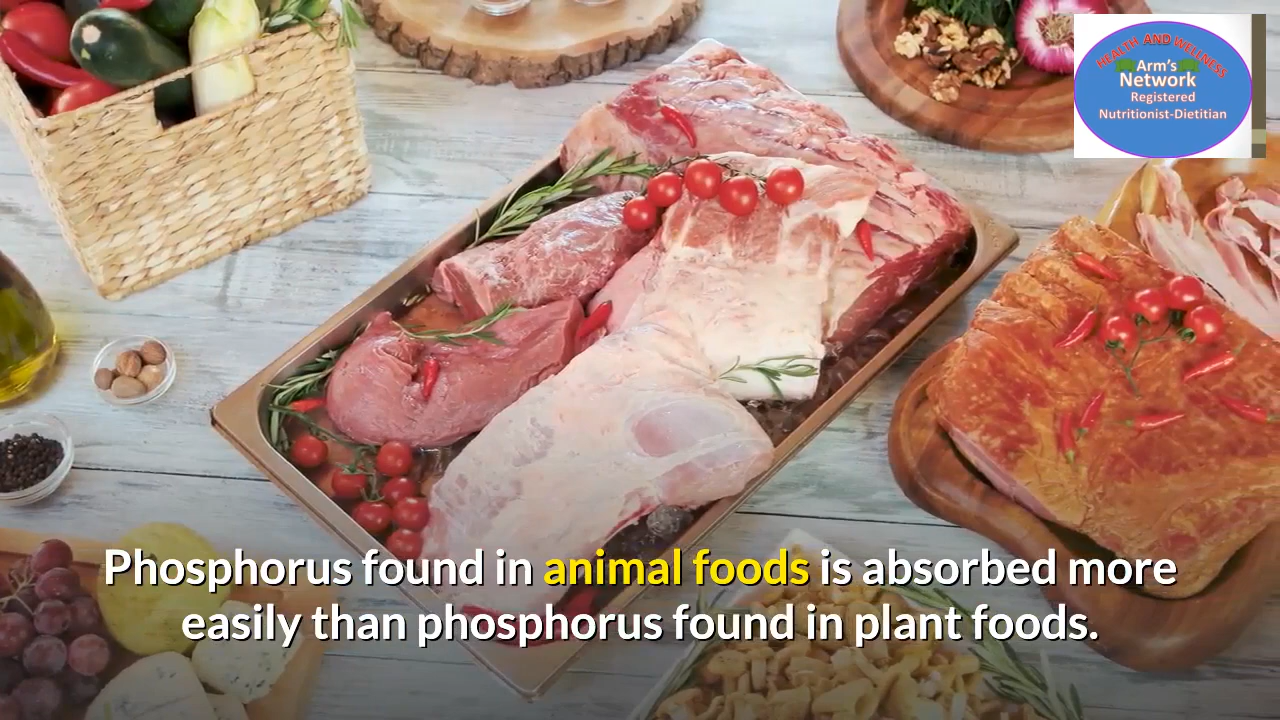 HEALTH AND WELLNESS
Arm's
Network
Registered
Nutritionist-Dietitian
Phosphorus found in animal foods is absorbed more
easily than phosphorus found in plant foods.